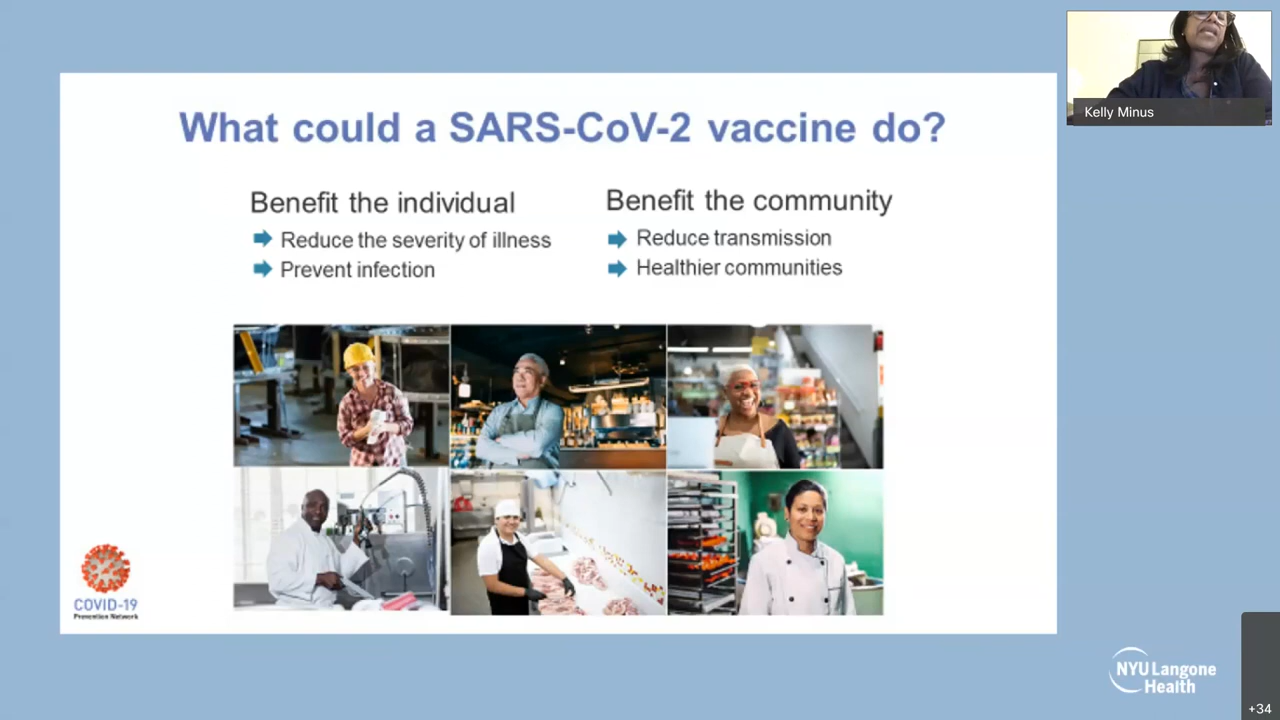 What could a SARS-CoV-2 vaccine do?
Benefit the individual
Reduce the severity of illness
Prevent infection
Benefit the community
Reduce transmission
Healthier communities
COVID-19
Prevention Network
Kelly Minus
NYU Langone
Health
+34